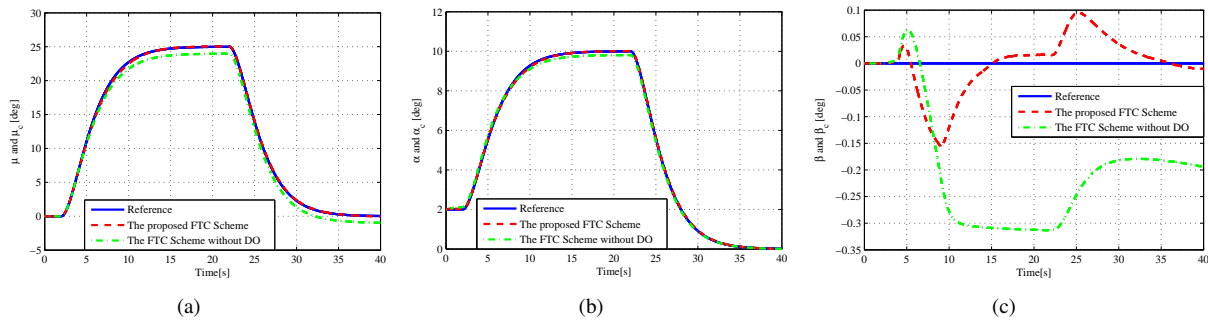 30
25
20
15
10
5
0
−5
μ and μ_c [deg]
Reference
The proposed FTC Scheme
The FTC Scheme without DO
0 5 10 15 20 25 30 35 40
Time[s]
(a)
12
10
8
6
4
2
0
α and α_c [deg]
Reference
The proposed FTC Scheme
The FTC Scheme without DO
0 5 10 15 20 25 30 35 40
Time[s]
(b)
0.1
0.05
0
−0.05
−0.1
−0.15
−0.2
−0.25
−0.3
−0.35
β and β_c [deg]
Reference
The proposed FTC Scheme
The FTC Scheme without DO
0 5 10 15 20 25 30 35 40
Time[s]
(c)